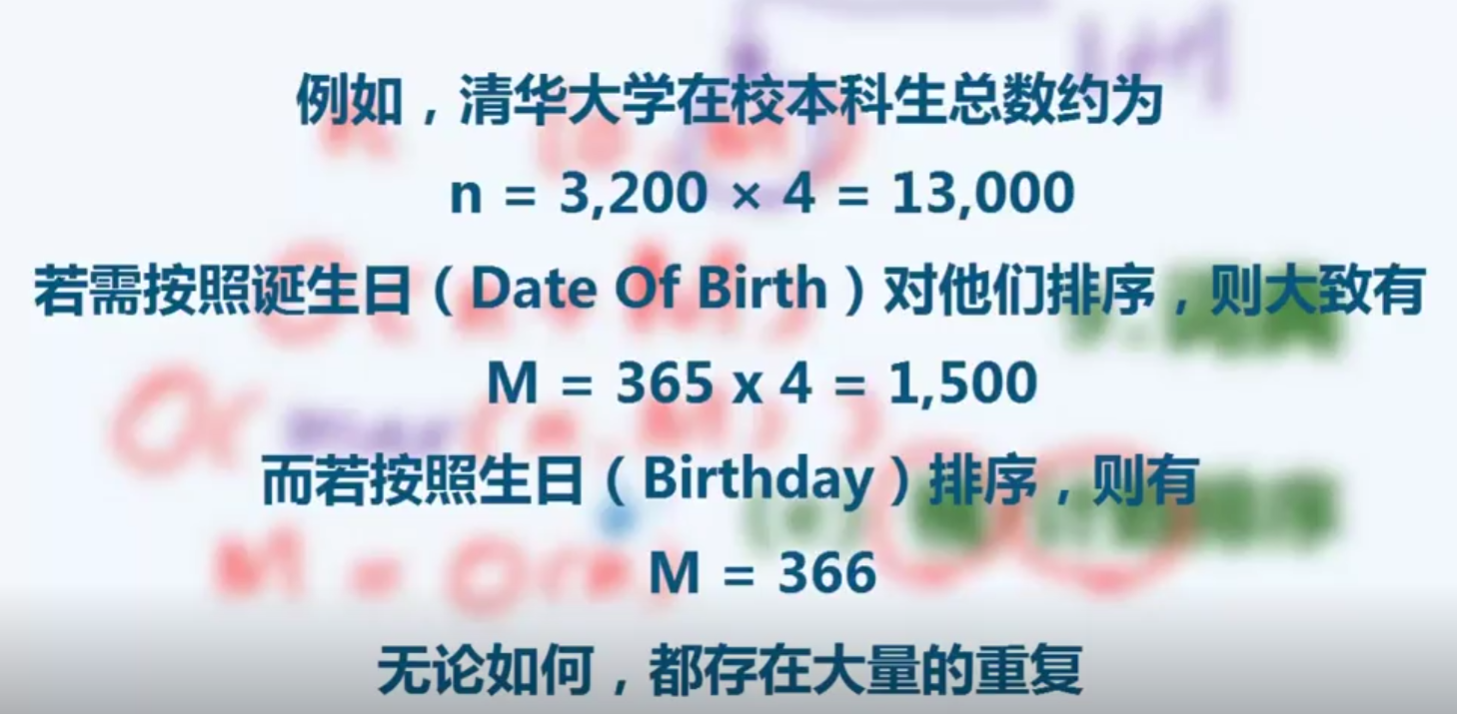 例如，清华大学在校本科生总数约为
n = 3,200 × 4 = 13,000
若需按照诞生日（Date Of Birth）对他们排序，则大致有
M = 365 x 4 = 1,500
而若按照生日（Birthday）排序，则有
M = 366
无论如何，都存在大量的重复